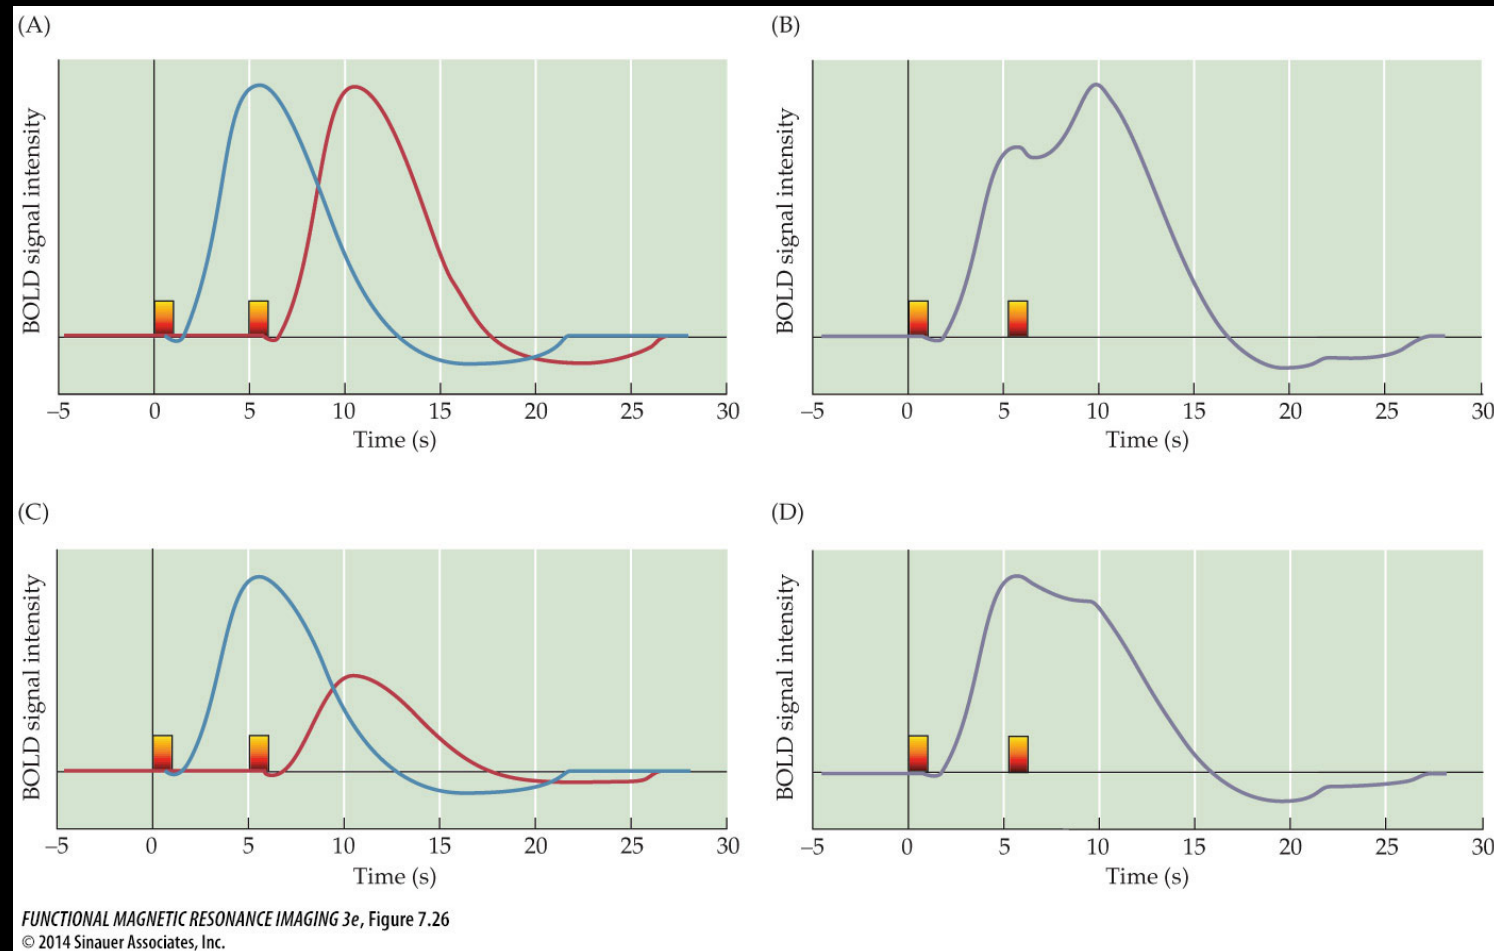 (A)
BOLD signal intensity
–5 0 5 10 15 20 25 30
Time (s)
(B)
BOLD signal intensity
–5 0 5 10 15 20 25 30
Time (s)
(C)
BOLD signal intensity
–5 0 5 10 15 20 25 30
Time (s)
(D)
BOLD signal intensity
–5 0 5 10 15 20 25 30
Time (s)
FUNCTIONAL MAGNETIC RESONANCE IMAGING 3e, Figure 7.26
© 2014 Sinauer Associates, Inc.